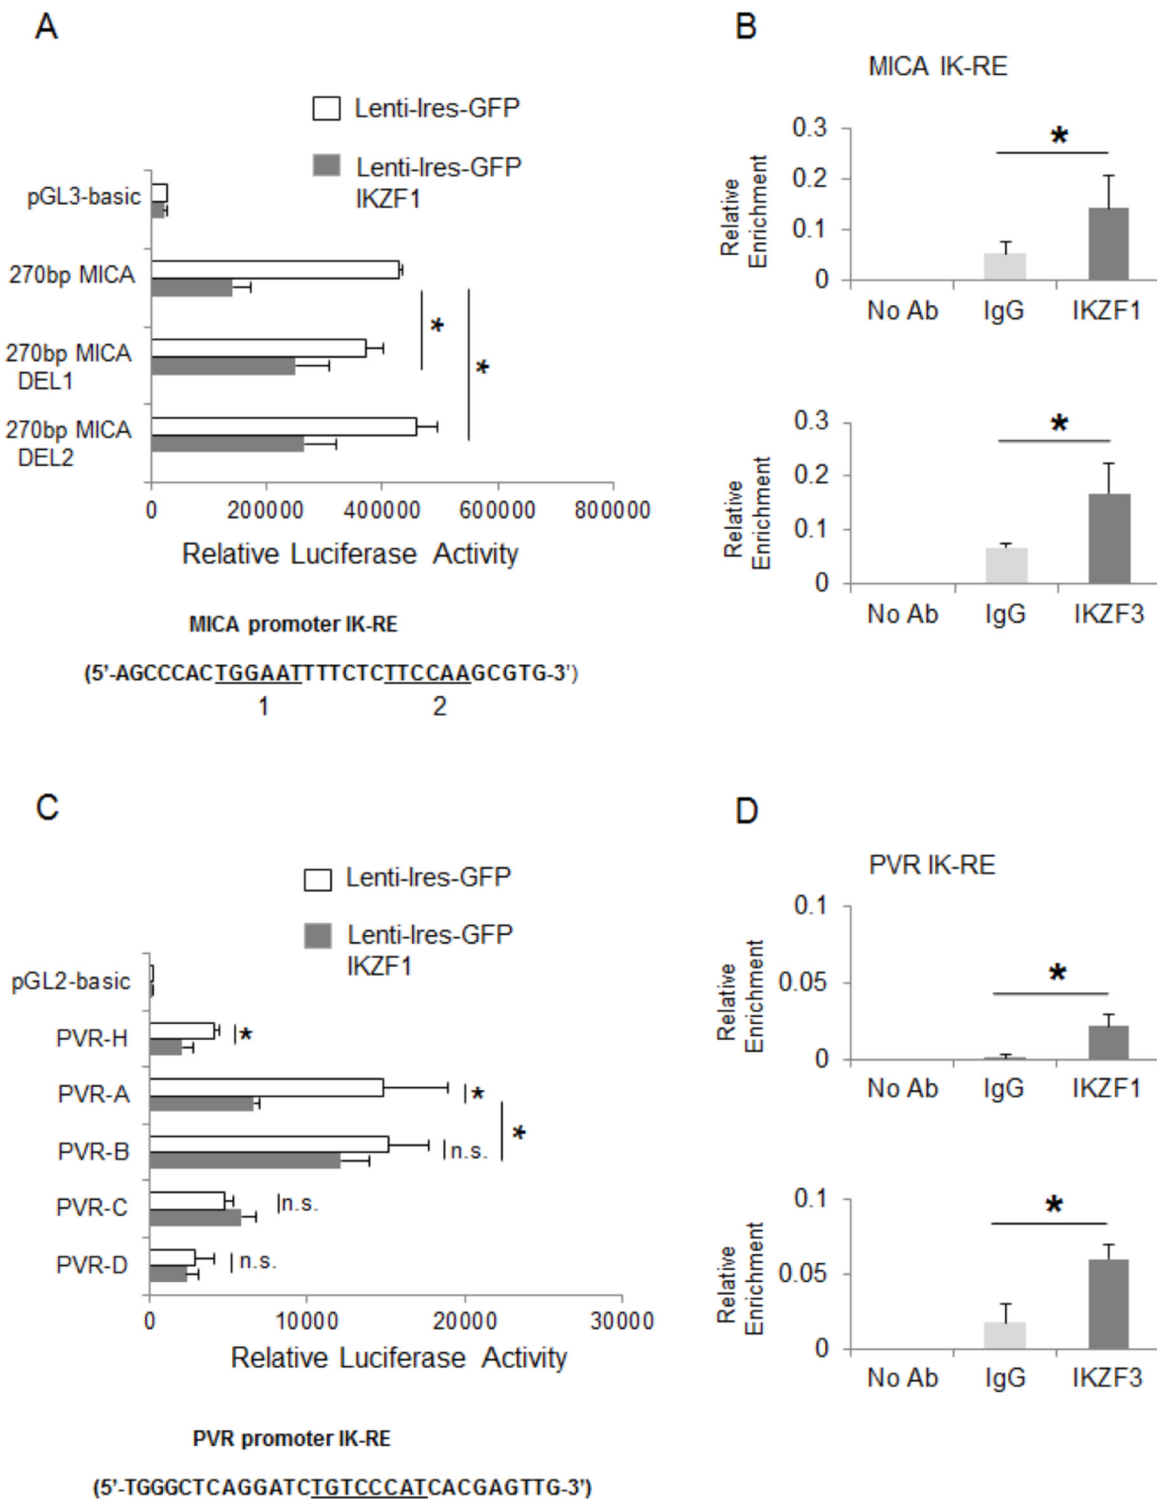 A
Lenti-Ires-GFP
Lenti-Ires-GFP
IKZF1
pGL3-basic
270bp MICA
270bp MICA
DEL1
270bp MICA
DEL2
*
*
0 200000 400000 600000 800000
Relative Luciferase Activity
MICA promoter IK-RE
(5'-AGCCCACTGGAATTTTCTCTTCCAAGCGTG-3')
1 2
B
MICA IK-RE
Relative
Enrichment
0.3
0.2
0.1
0
*
No Ab IgG IKZF1
Relative
Enrichment
0.3
0.2
0.1
0
*
No Ab IgG IKZF3
C
Lenti-Ires-GFP
Lenti-Ires-GFP
IKZF1
pGL2-basic
PVR-H *
PVR-A *
*
PVR-B n.s.
PVR-C n.s.
PVR-D n.s.
0 10000 20000 30000
Relative Luciferase Activity
PVR promoter IK-RE
(5'-TGGGCTCAGGATCTGTCCCATCACGAGTTG-3')
D
PVR IK-RE
Relative
Enrichment
0.1
0.05
0
*
No Ab IgG IKZF1
Relative
Enrichment
0.1
0.05
0
*
No Ab IgG IKZF3